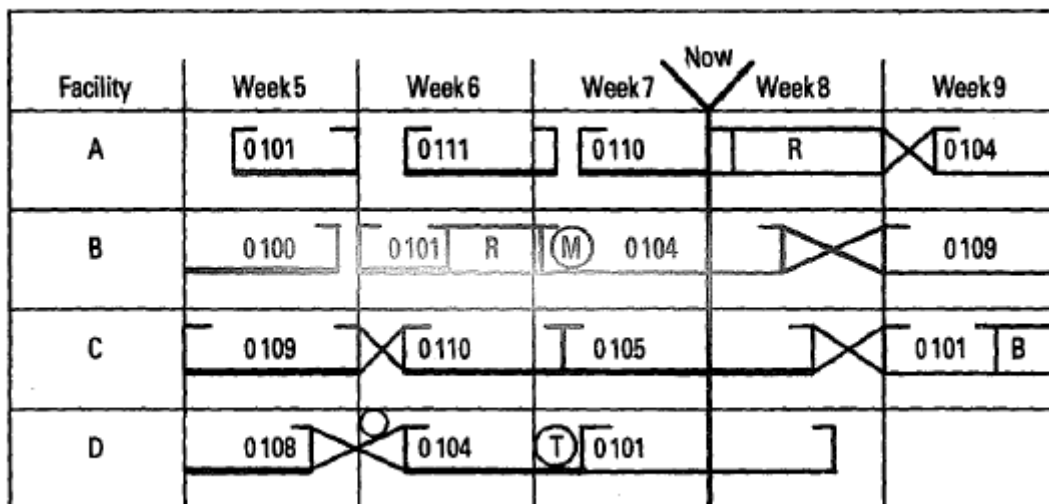 Now
Facility Week 5 Week 6 Week 7 Week 8 Week 9
A 0101 0111 0110 R 0104
B 0100 0101 R M 0104 0109
C 0109 0110 0105 0101 B
D 0108 0104 T 0101